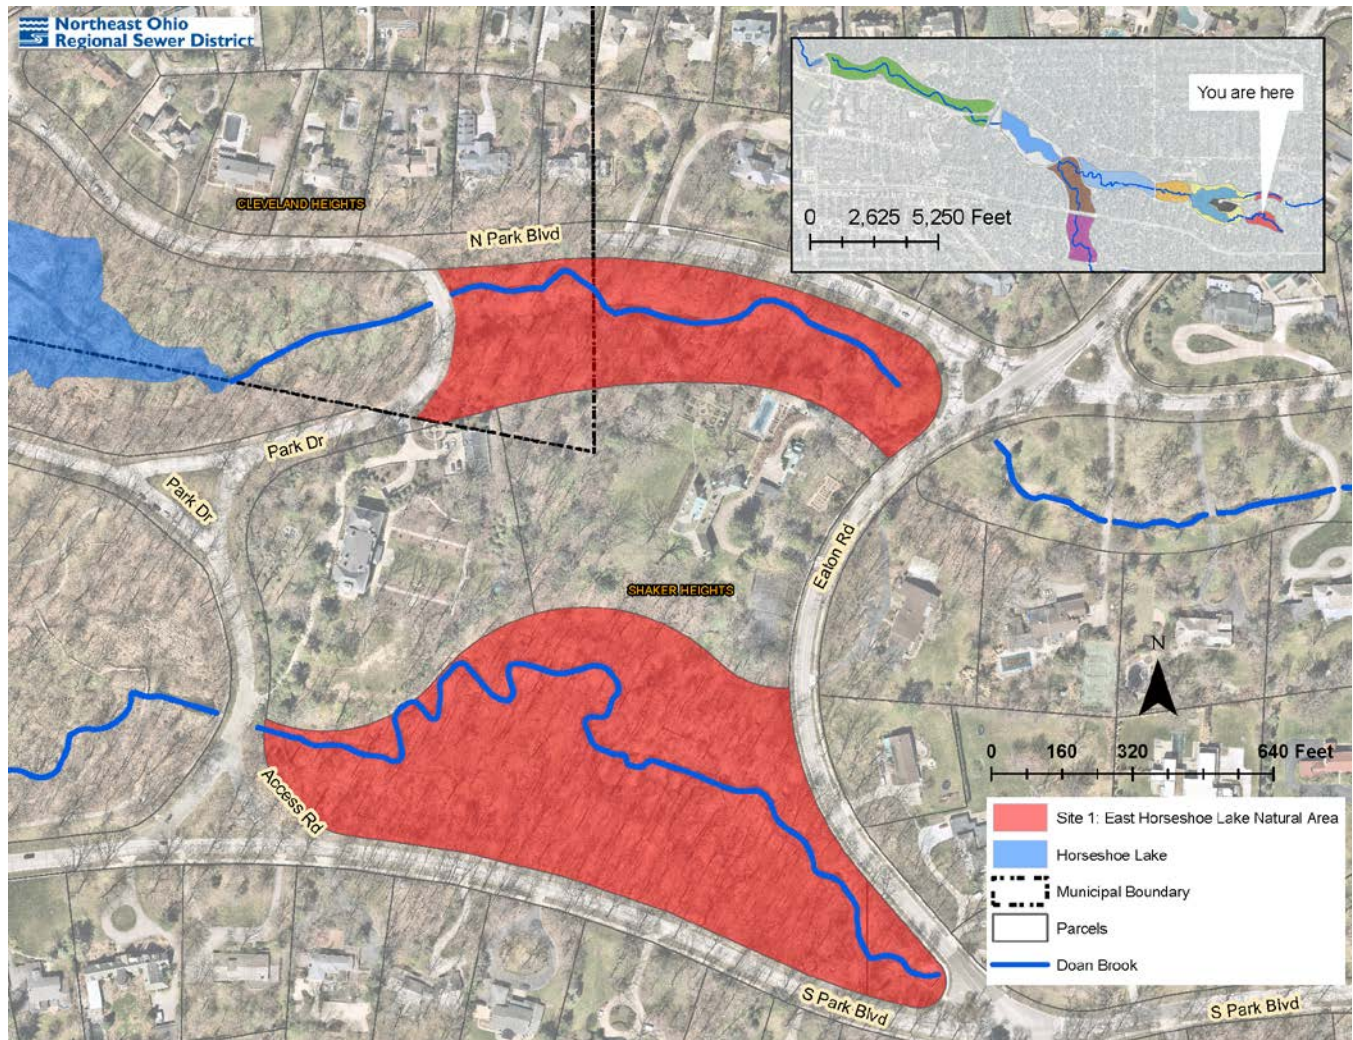 Northeast Ohio
Regional Sewer District
You are here
0 2,625 5,250 Feet
CLEVELAND HEIGHTS
N Park Blvd
Park Dr
Park Dr
Eaton Rd
SHAKER HEIGHTS
N
0 160 320 640 Feet
Access Rd
Site 1: East Horseshoe Lake Natural Area
Horseshoe Lake
Municipal Boundary
Parcels
Doan Brook
S Park Blvd
S Park Blvd